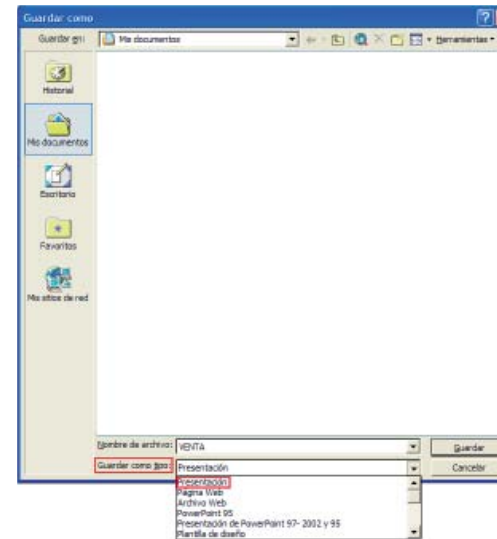 Guardar como
Guardar en:
Mis documentos
Herramientas
Historial
Mis documentos
Escritorio
Favoritos
Mis sitios de red
Nombre de archivo:
VENTA
Guardar
Guardar como tipo:
Presentación
Cancelar
Presentación
Página Web
Archivo Web
PowerPoint 95
Presentación de PowerPoint 97- 2002 y 95
Plantilla de diseño